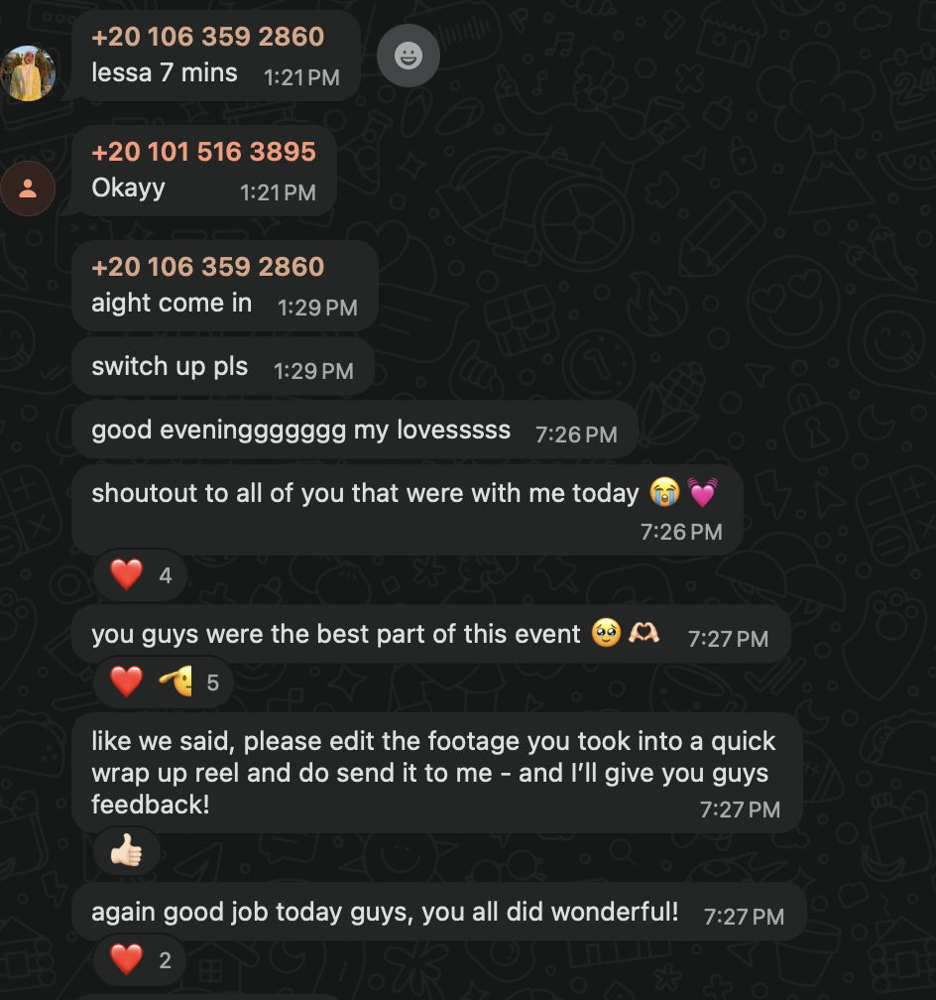 +20 106 359 2860
lessa 7 mins 1:21 PM
+20 101 516 3895
Okayy 1:21 PM
+20 106 359 2860
aight come in 1:29 PM
switch up pls 1:29 PM
good eveninggggggg my lovesssss 7:26 PM
shoutout to all of you that were with me today 😭 💓
7:26 PM
❤️ 4
you guys were the best part of this event 🥹🫶🏻 7:27 PM
❤️ 🫡 5
like we said, please edit the footage you took into a quick
wrap up reel and do send it to me - and I’ll give you guys
feedback! 7:27 PM
👍🏻
again good job today guys, you all did wonderful! 7:27 PM
❤️ 2